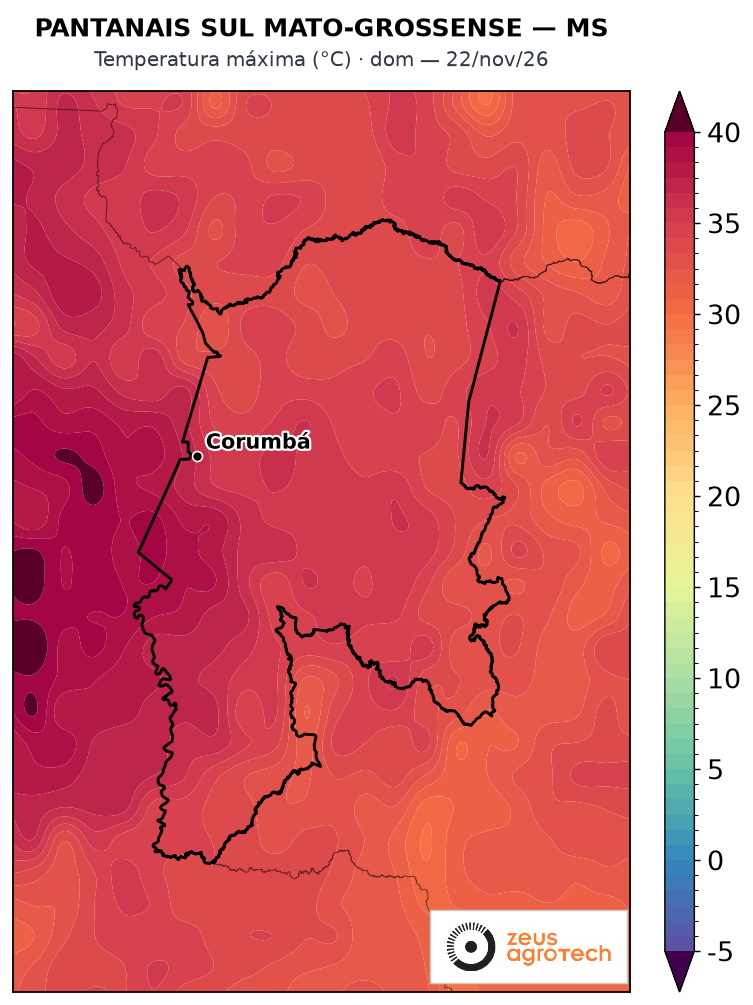 PANTANAIS SUL MATO-GROSSENSE — MS
Temperatura máxima (°C) · dom — 22/nov/26
Corumbá
40
35
30
25
20
15
10
5
0
-5
zeus
agrotech